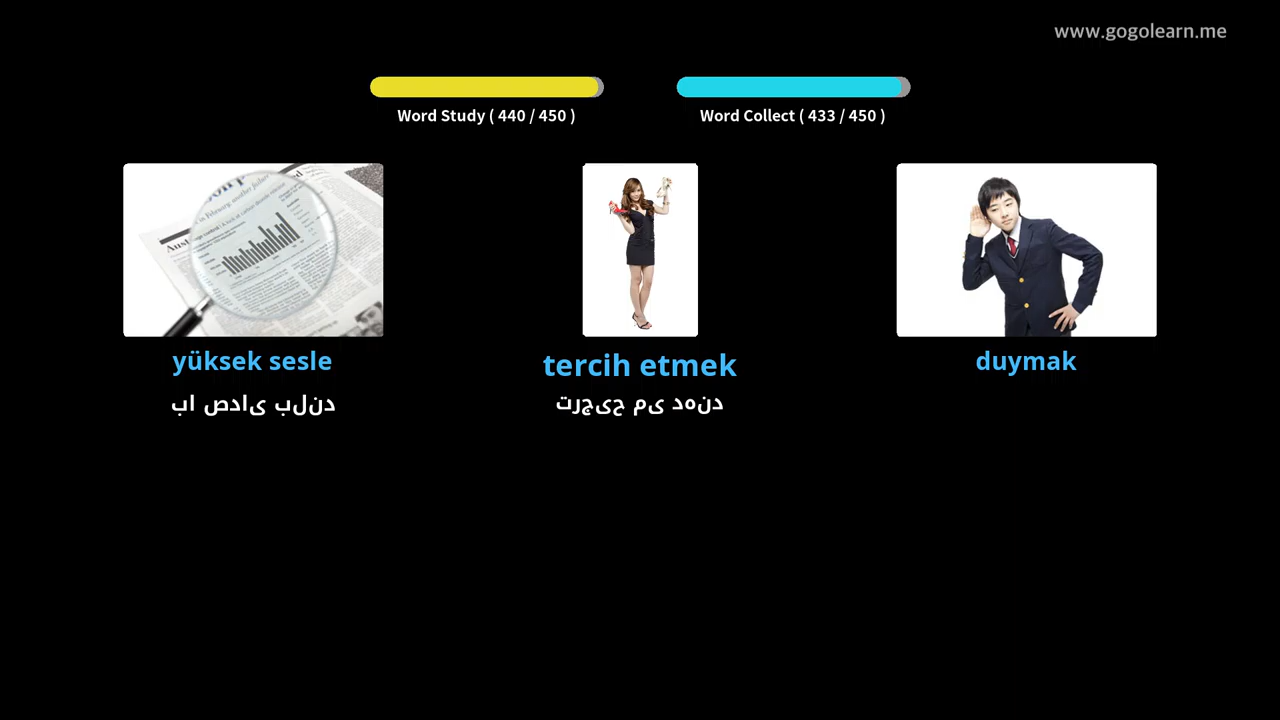 www.gogolearn.me
Word Study ( 440 / 450 )
Word Collect ( 433 / 450 )
yüksek sesle
tercih etmek
duymak
با صدای بلند
ترجیح می دهند